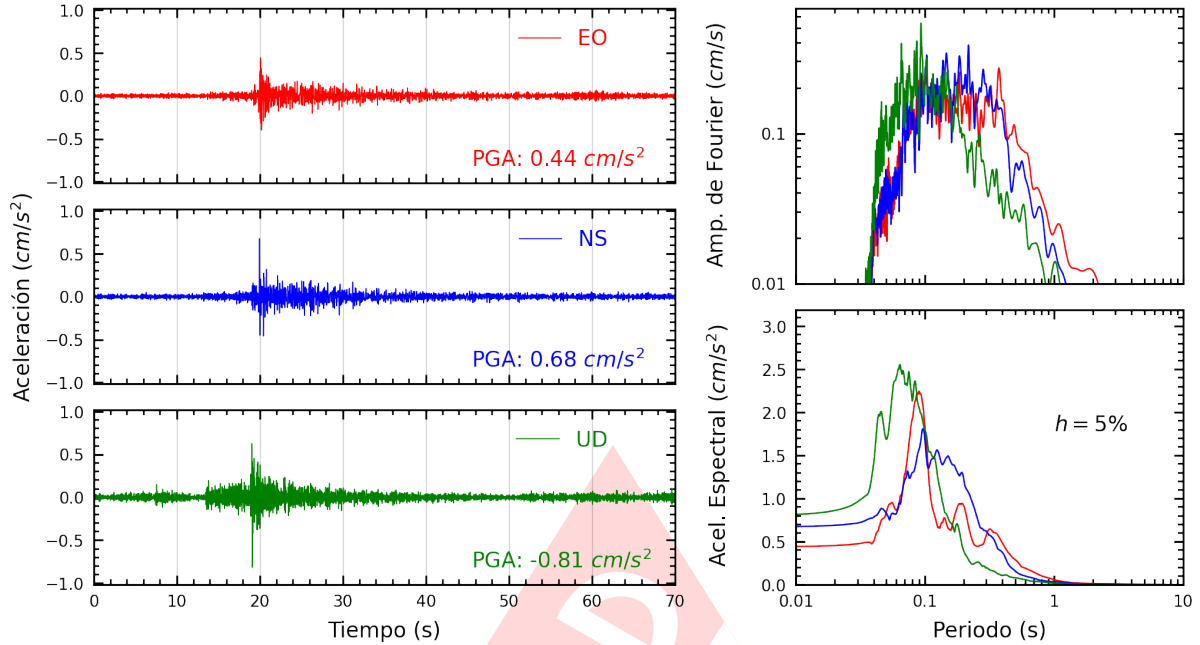 Aceleración (cm/s²)
1.0
0.5
0.0
−0.5
−1.0
EO
PGA: 0.44 cm/s²
1.0
0.5
0.0
−0.5
−1.0
NS
PGA: 0.68 cm/s²
1.0
0.5
0.0
−0.5
−1.0
UD
PGA: -0.81 cm/s²
0 10 20 30 40 50 60 70
Tiempo (s)
Amp. de Fourier (cm/s)
0.1
0.01
Acel. Espectral (cm/s²)
3.0
2.5
2.0
1.5
1.0
0.5
0.0
h = 5%
0.01 0.1 1 10
Periodo (s)